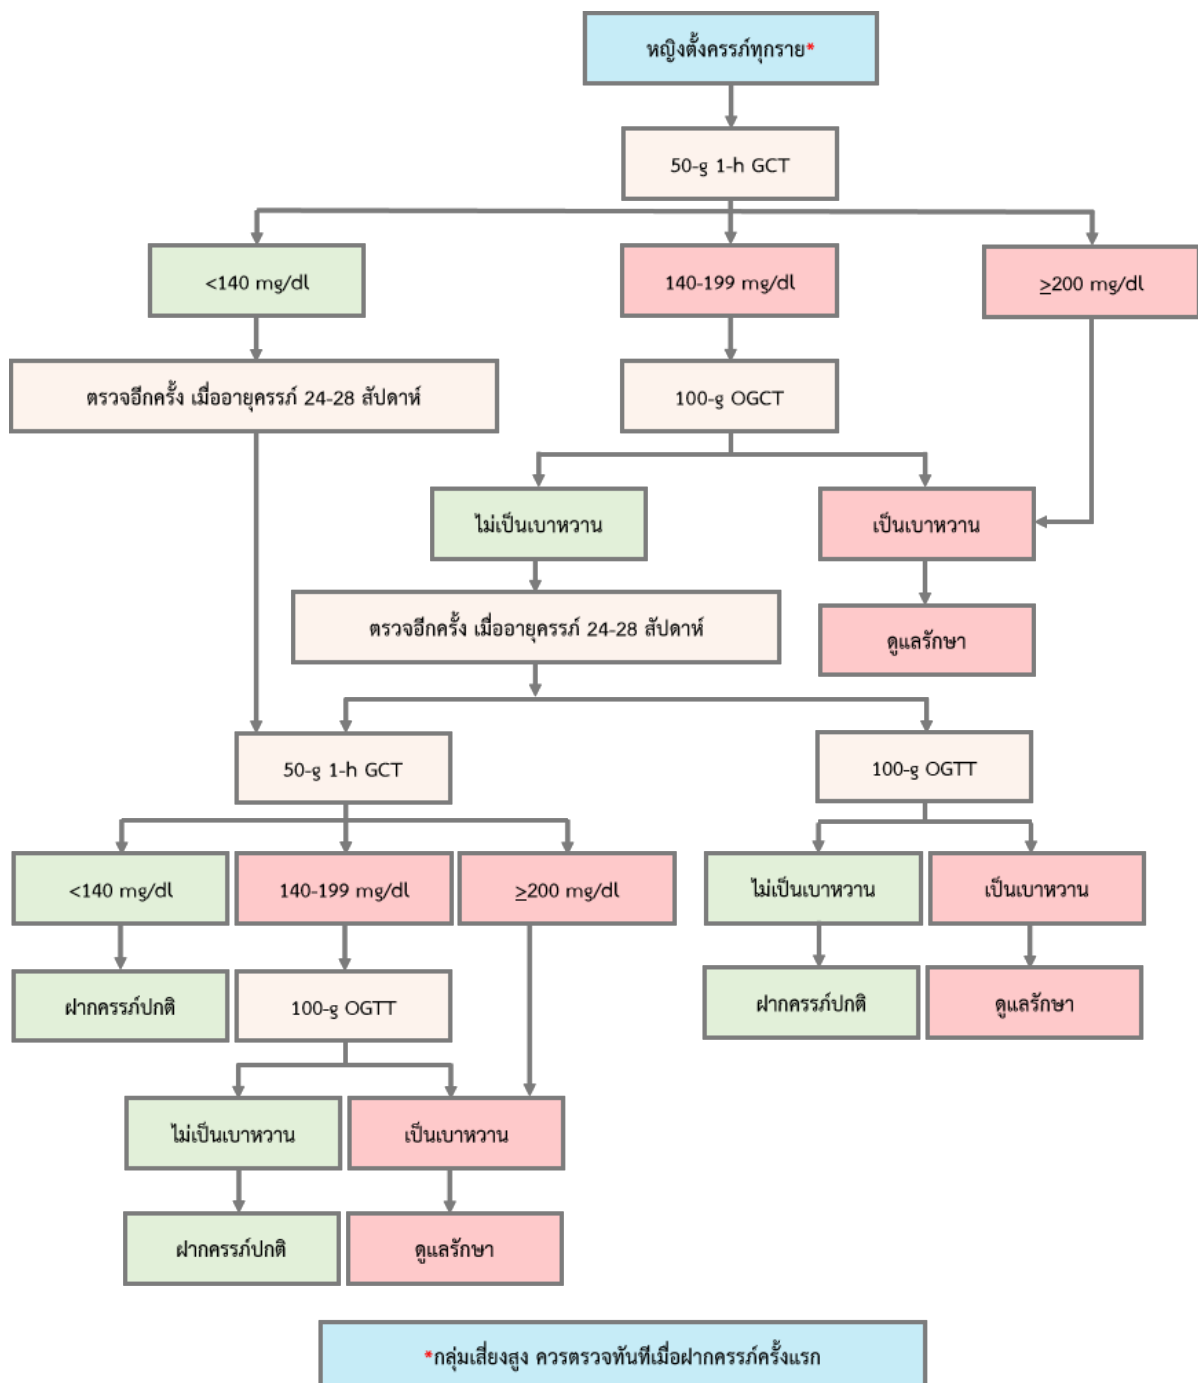 หญิงตั้งครรภ์ทุกราย*
50-g 1-h GCT
<140 mg/dl
140-199 mg/dl
≥200 mg/dl
ตรวจอีกครั้ง เมื่ออายุครรภ์ 24-28 สัปดาห์
100-g OGCT
ไม่เป็นเบาหวาน
เป็นเบาหวาน
ตรวจอีกครั้ง เมื่ออายุครรภ์ 24-28 สัปดาห์
ดูแลรักษา
50-g 1-h GCT
100-g OGTT
<140 mg/dl
140-199 mg/dl
≥200 mg/dl
ไม่เป็นเบาหวาน
เป็นเบาหวาน
ฝากครรภ์ปกติ
100-g OGTT
ฝากครรภ์ปกติ
ดูแลรักษา
ไม่เป็นเบาหวาน
เป็นเบาหวาน
ฝากครรภ์ปกติ
ดูแลรักษา
*กลุ่มเสี่ยงสูง ควรตรวจทันทีเมื่อฝากครรภ์ครั้งแรก